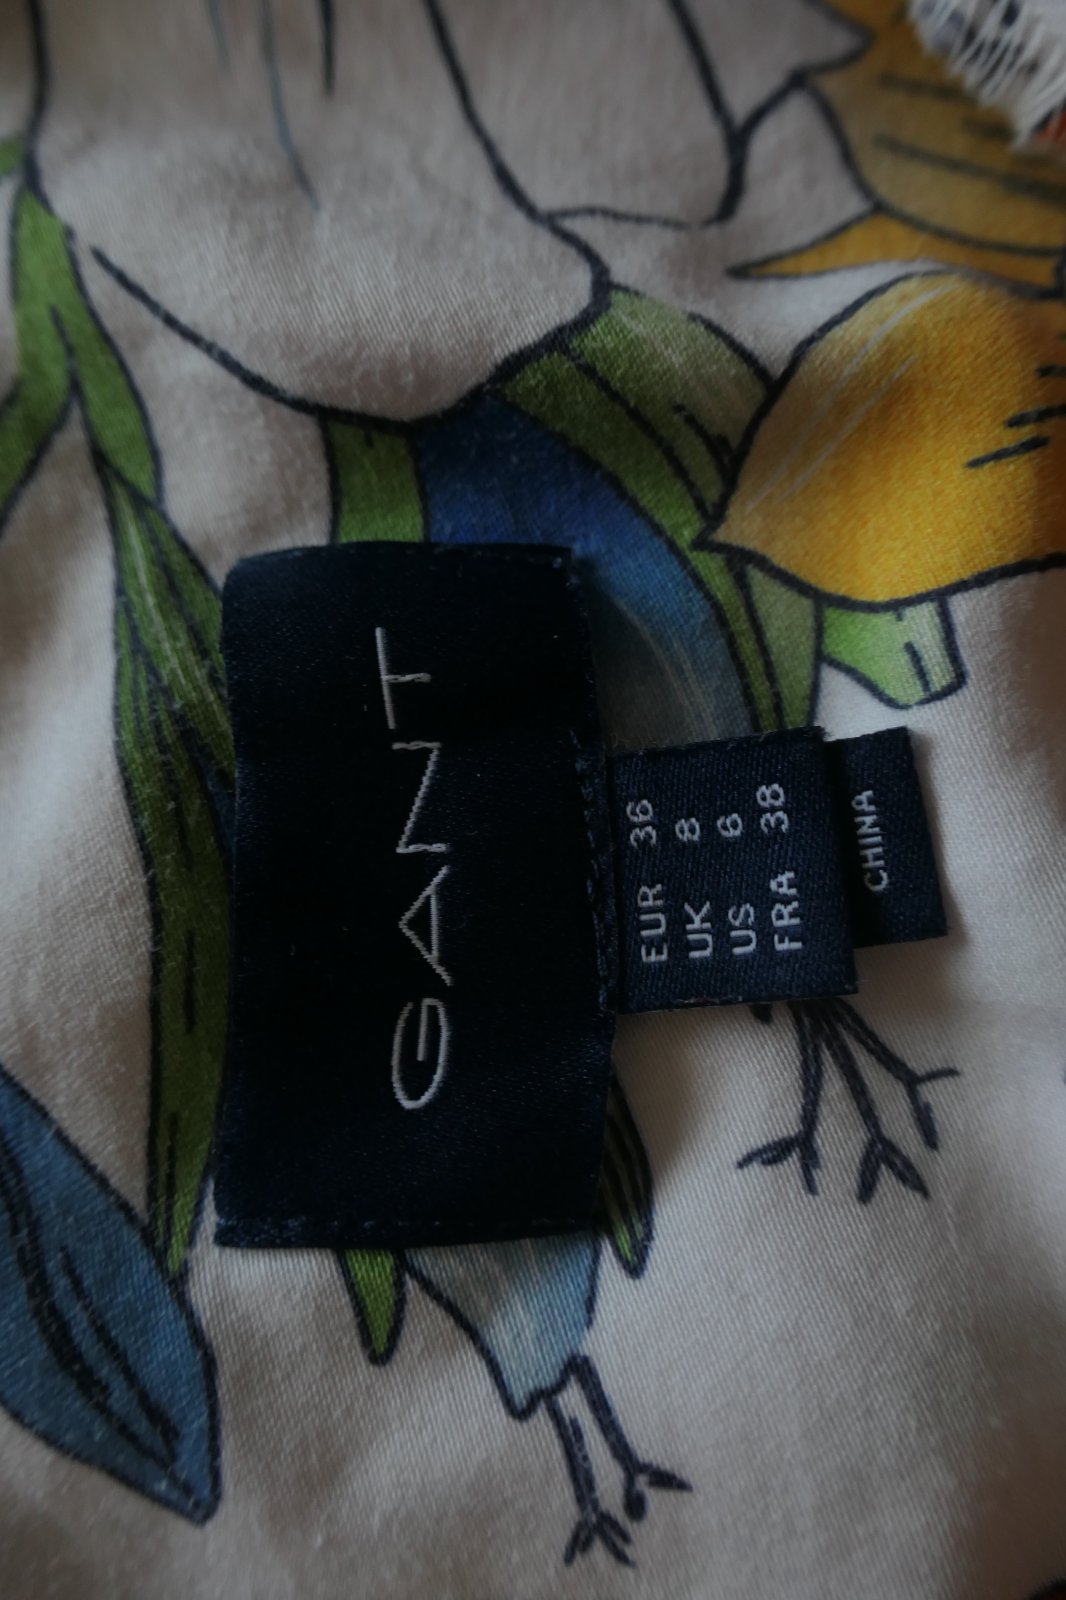 GANT
EUR 36
UK 8
US 6
FRA 38
CHINA